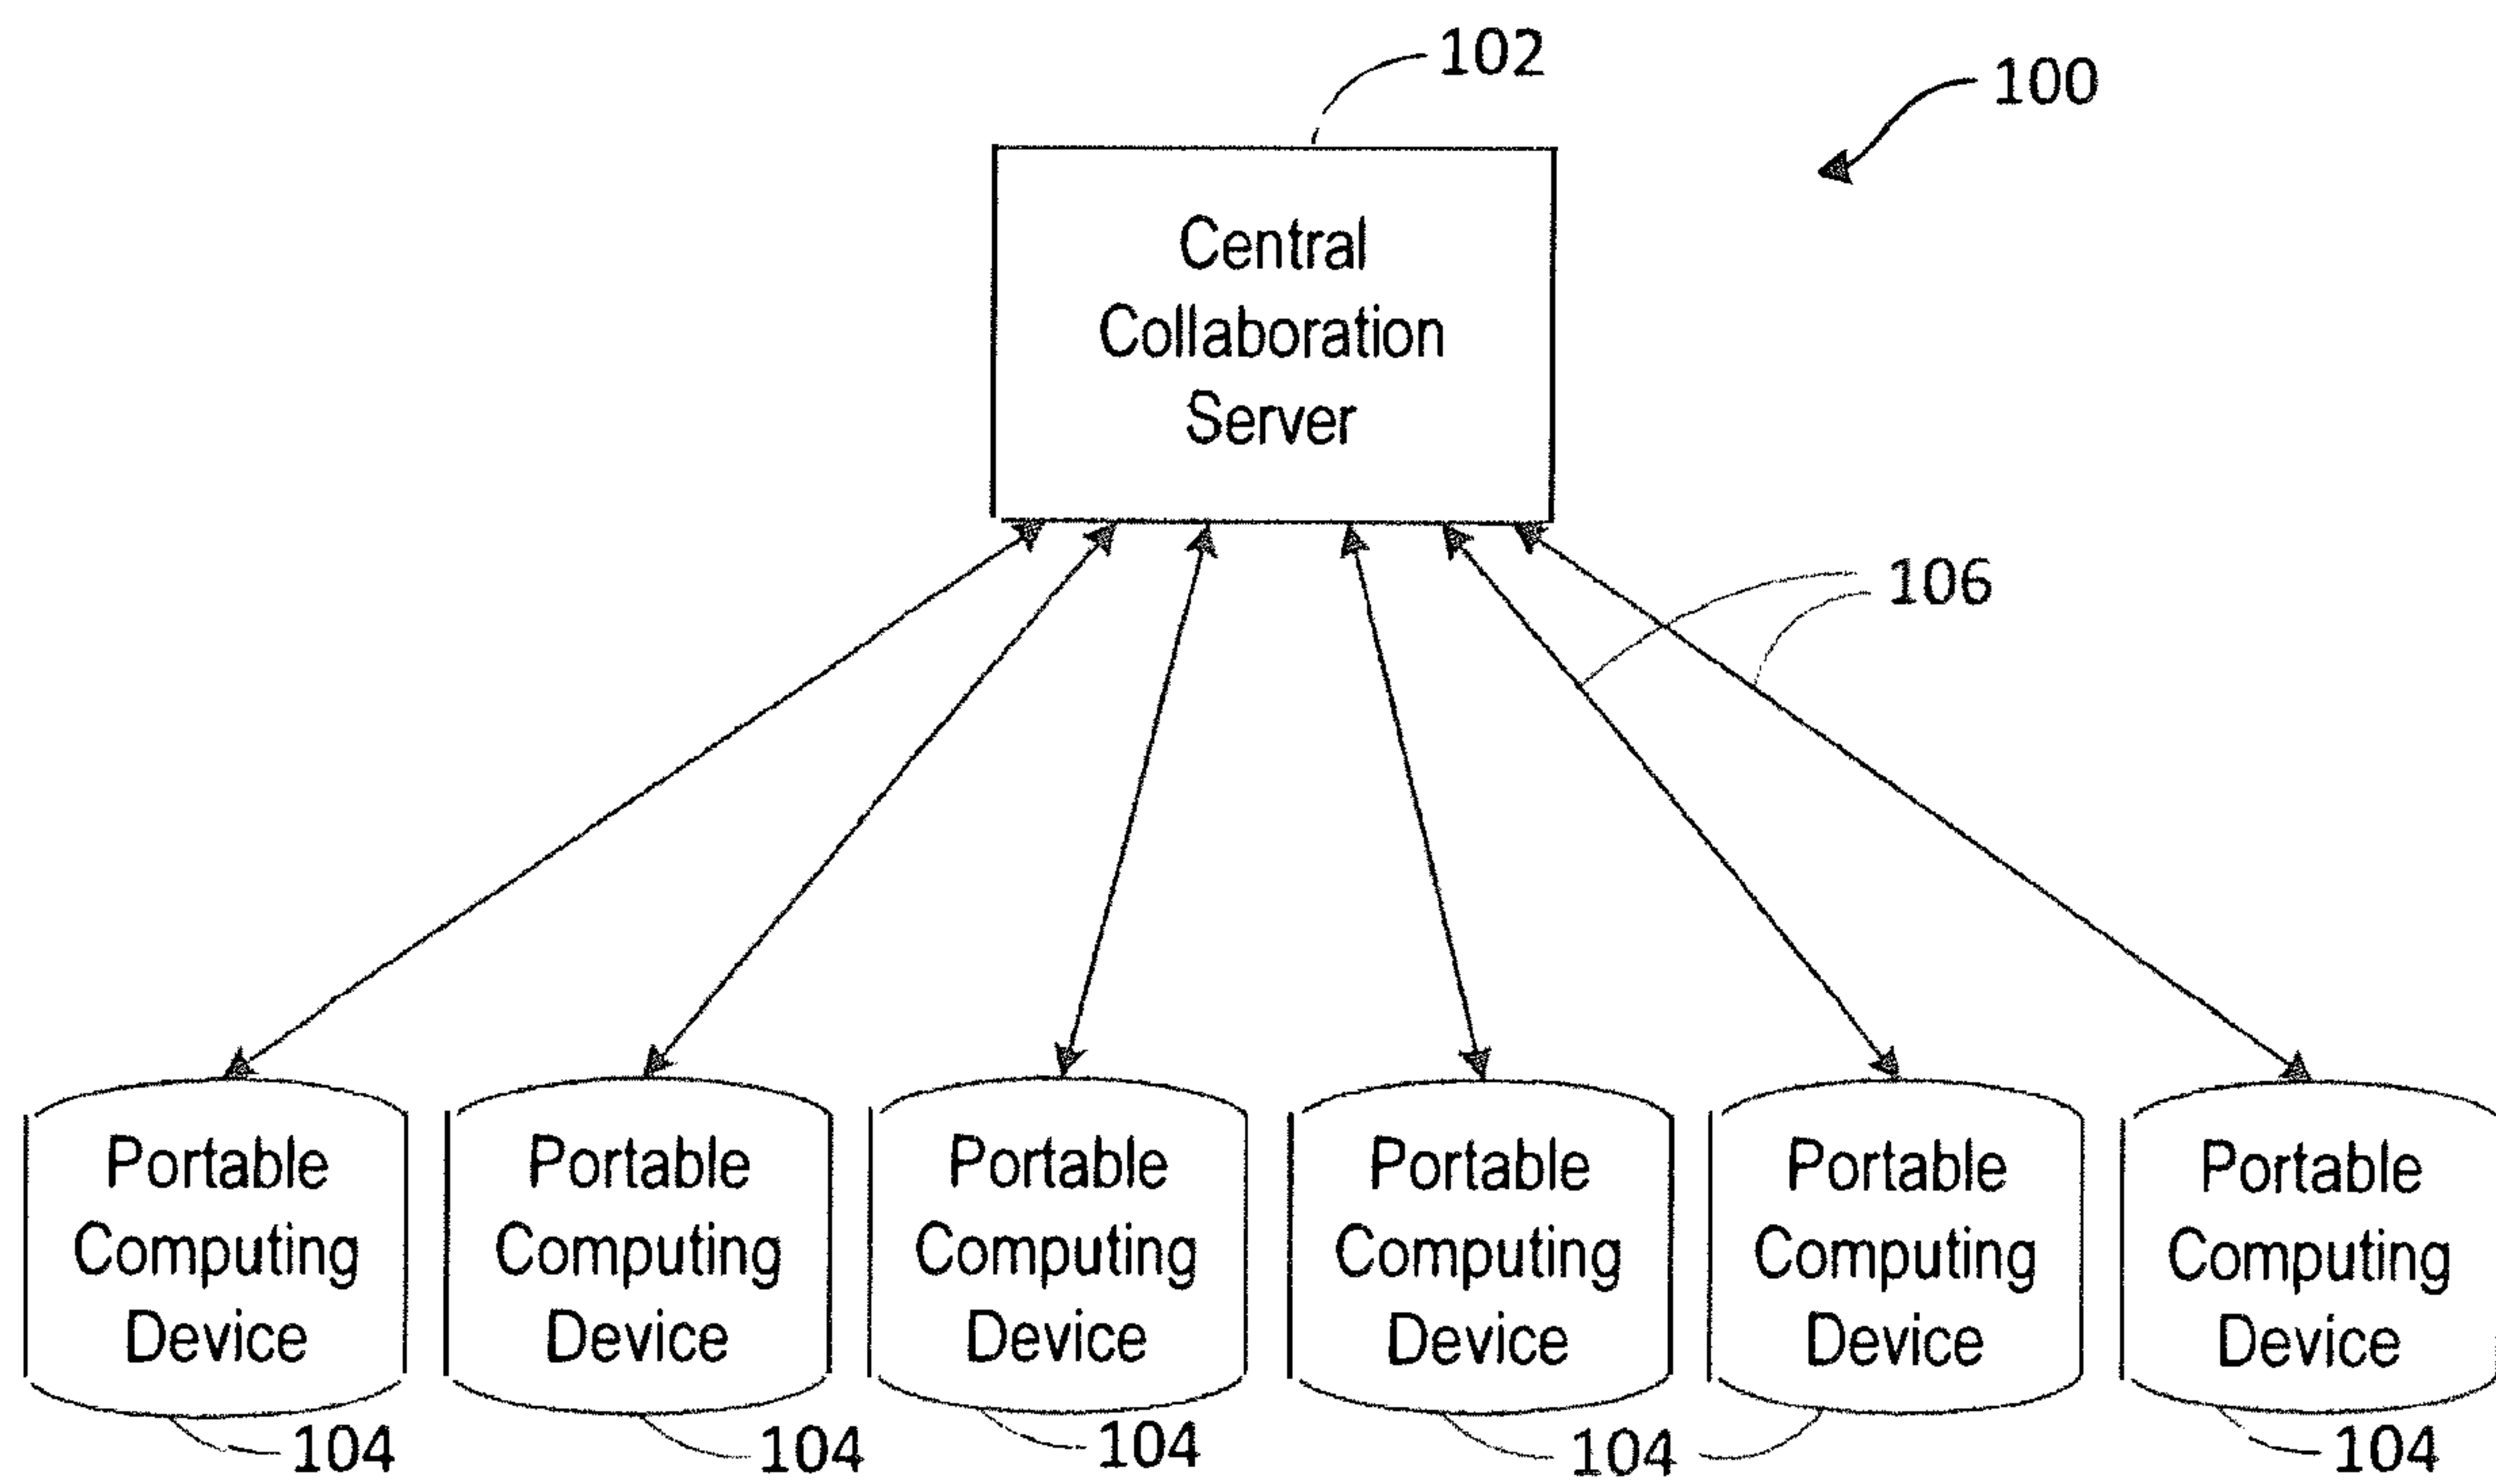 102
100
Central
Collaboration
Server
106
Portable
Computing
Device
Portable
Computing
Device
Portable
Computing
Device
Portable
Computing
Device
Portable
Computing
Device
Portable
Computing
Device
104
104
104
104
104